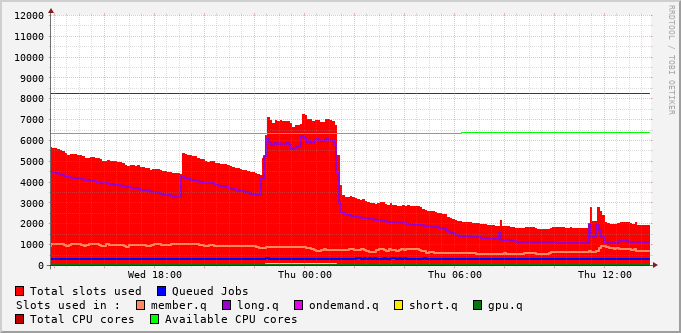 RRDTOOL / TOBI OETIKER
12000
11000
10000
9000
8000
7000
6000
5000
4000
3000
2000
1000
0
Wed 18:00 Thu 00:00 Thu 06:00 Thu 12:00
Total slots used Queued Jobs
Slots used in : member.q long.q ondemand.q short.q gpu.q
Total CPU cores Available CPU cores